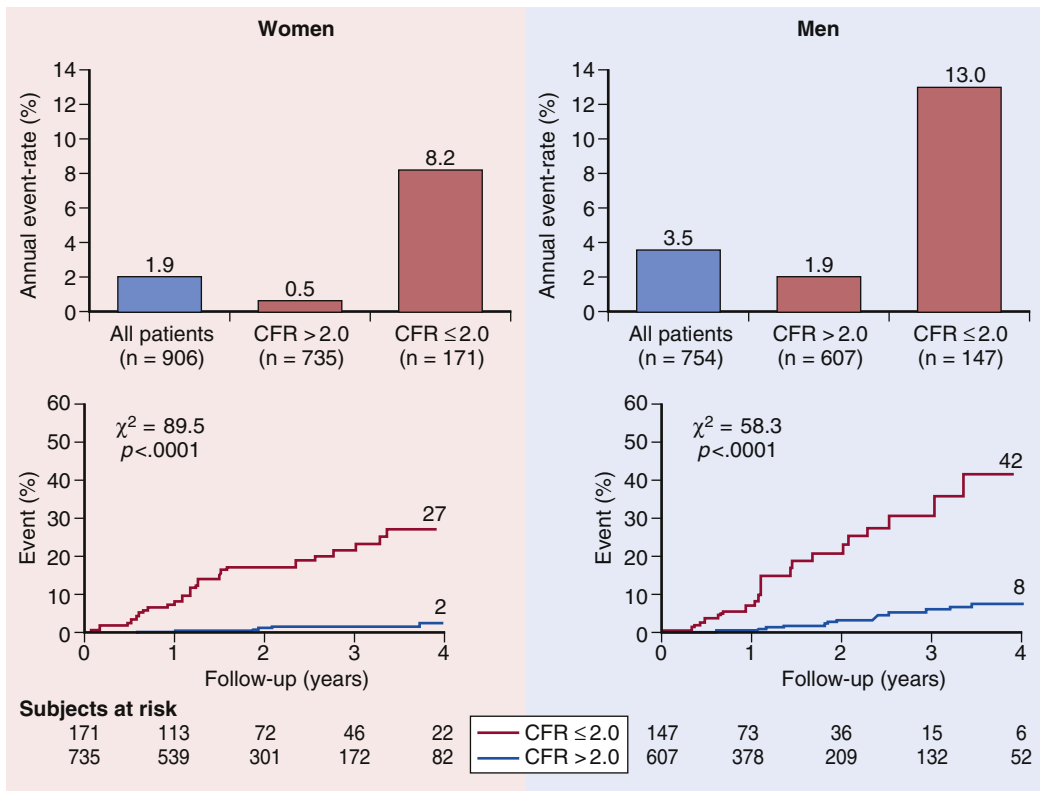 Women
Annual event-rate (%)
14
12
10
8
6
4
2
0
1.9
0.5
8.2
All patients
(n = 906)
CFR > 2.0
(n = 735)
CFR ≤ 2.0
(n = 171)
Men
Annual event-rate (%)
14
12
10
8
6
4
2
0
3.5
1.9
13.0
All patients
(n = 754)
CFR > 2.0
(n = 607)
CFR ≤ 2.0
(n = 147)
Event (%)
60
50
40
30
20
10
0
χ² = 89.5
p<.0001
27
2
0 1 2 3 4
Follow-up (years)
Event (%)
60
50
40
30
20
10
0
χ² = 58.3
p<.0001
42
8
0 1 2 3 4
Follow-up (years)
Subjects at risk
171 113 72 46 22 CFR ≤ 2.0 147 73 36 15 6
735 539 301 172 82 CFR > 2.0 607 378 209 132 52